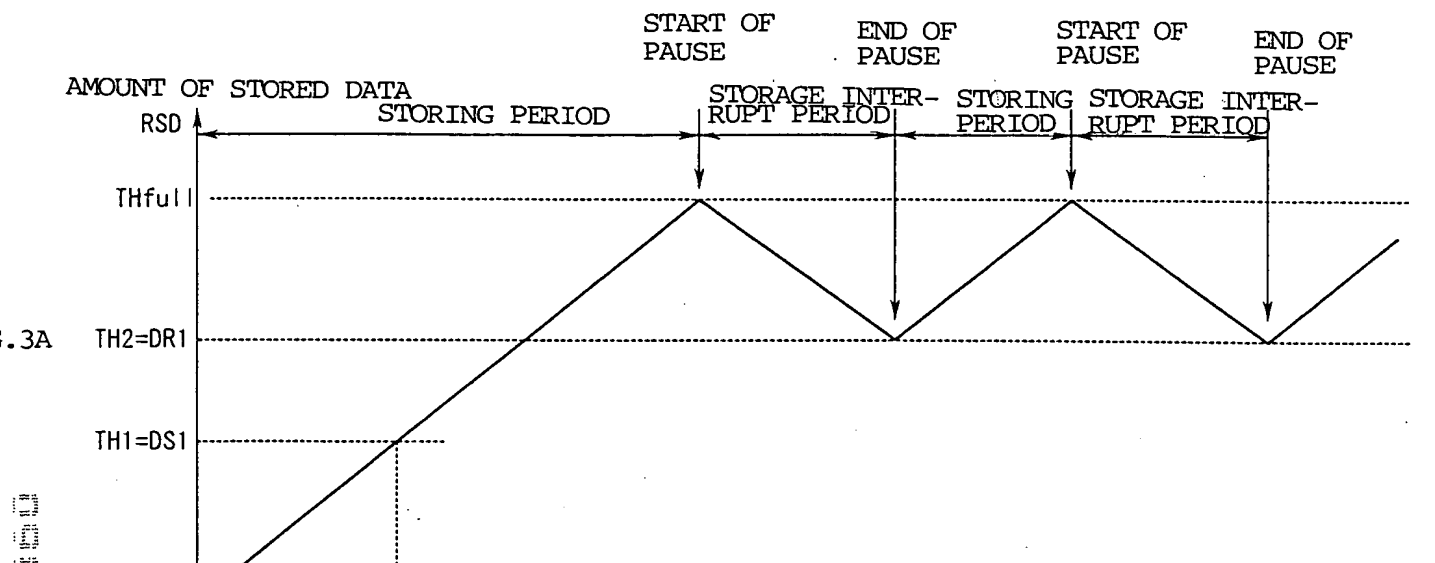 START OF
PAUSE
END OF
PAUSE
START OF
PAUSE
END OF
PAUSE
AMOUNT OF STORED DATA
RSD
STORING PERIOD
STORAGE INTER-
RUPT PERIOD
STORING
PERIOD
STORAGE INTER-
RUPT PERIOD
THfull
.3A
TH2=DR1
TH1=DS1